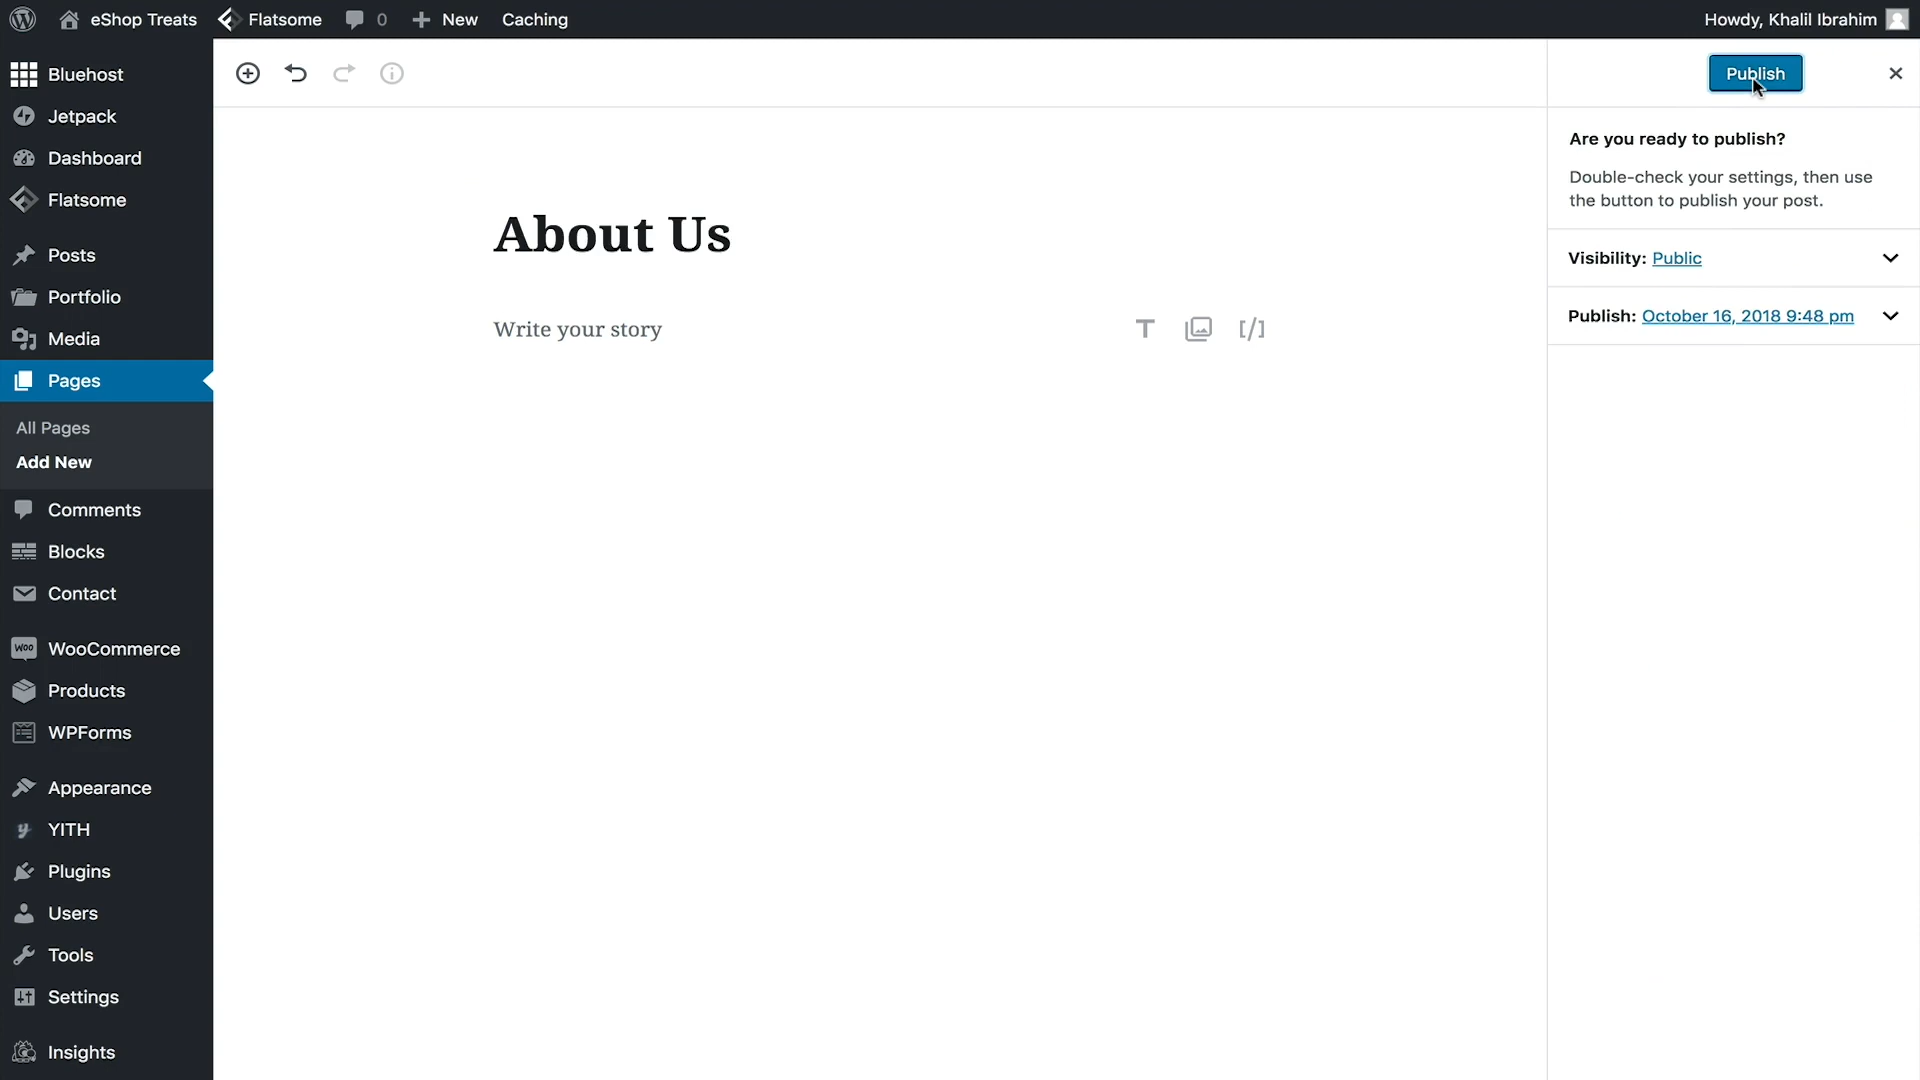 eShop Treats
Flatsome
0
New
Caching
Howdy, Khalil Ibrahim
Bluehost
Jetpack
Dashboard
Flatsome
Posts
Portfolio
Media
Pages
All Pages
Add New
Comments
Blocks
Contact
WooCommerce
Products
WPForms
Appearance
YITH
Plugins
Users
Tools
Settings
Insights
About Us
Write your story
Publish
Are you ready to publish?
Double-check your settings, then use
the button to publish your post.
Visibility: Public
Publish: October 16, 2018 9:48 pm